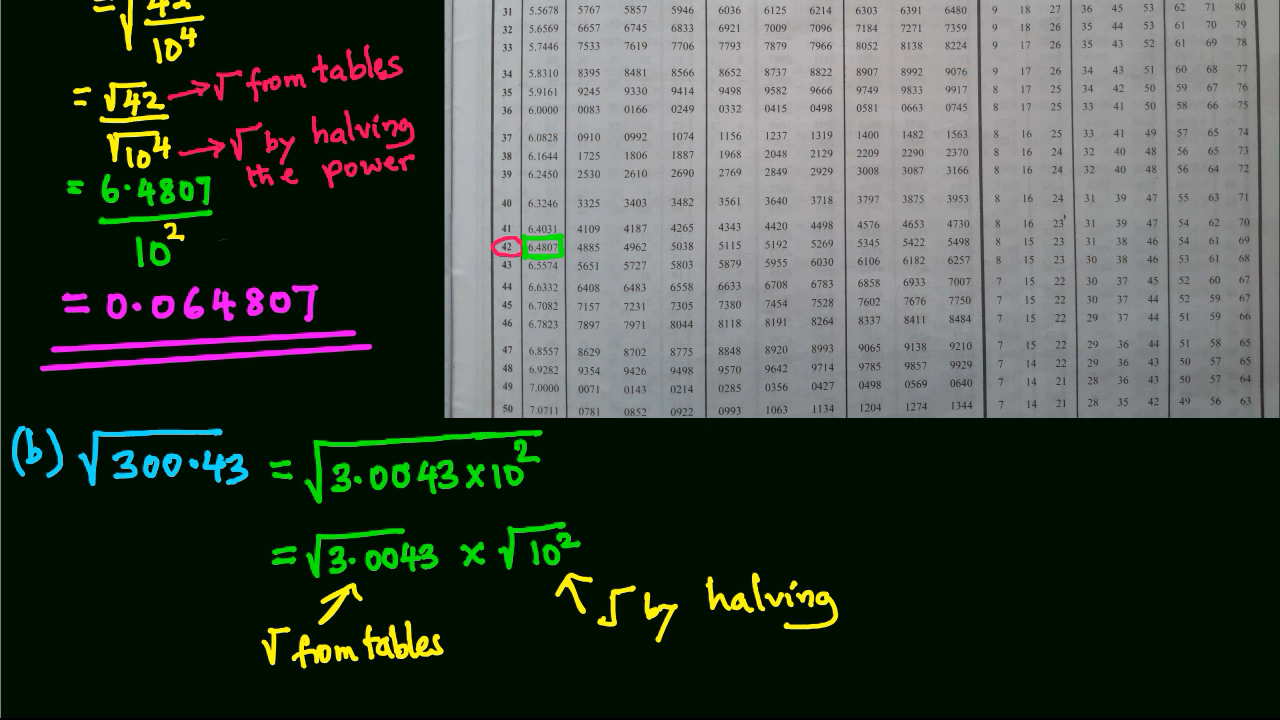 = √42
10⁴
= √42 → √ from tables
√10⁴ → √ by halving the power
= 6.4807
10²
= 0.064807
31 5.5678 5767 5857 5946 6036 6125 6214 6303 6391 6480 9 18 27 36 45 53 62 71 80
32 5.6569 6657 6745 6833 6921 7009 7096 7184 7271 7359 9 18 26 35 44 53 61 70 79
33 5.7446 7533 7619 7706 7793 7879 7966 8052 8138 8224 9 17 26 35 43 52 61 69 78
34 5.8310 8395 8481 8566 8652 8737 8822 8907 8992 9076 9 17 26 34 43 51 60 68 77
35 5.9161 9245 9330 9414 9498 9582 9666 9749 9833 9917 8 17 25 34 42 50 59 67 76
36 6.0000 0083 0166 0249 0332 0415 0498 0581 0663 0745 8 17 25 33 41 50 58 66 75
37 6.0828 0910 0992 1074 1156 1237 1319 1400 1482 1563 8 16 25 33 41 49 57 65 74
38 6.1644 1725 1806 1887 1968 2048 2129 2209 2290 2370 8 16 24 32 40 48 56 65 73
39 6.2450 2530 2610 2690 2769 2849 2929 3008 3087 3166 8 16 24 32 40 48 56 64 72
40 6.3246 3325 3403 3482 3561 3640 3718 3797 3875 3953 8 16 24 31 39 47 55 63 71
41 6.4031 4109 4187 4265 4343 4420 4498 4576 4653 4730 8 16 23 31 39 47 54 62 70
42 6.4807 4885 4962 5038 5115 5192 5269 5345 5422 5498 8 15 23 31 38 46 54 61 69
43 6.5574 5651 5727 5803 5879 5955 6030 6106 6182 6257 8 15 23 30 38 46 53 61 68
44 6.6332 6408 6483 6558 6633 6708 6783 6858 6933 7007 7 15 22 30 37 45 52 60 67
45 6.7082 7157 7231 7305 7380 7454 7528 7602 7676 7750 7 15 22 30 37 44 52 59 67
46 6.7823 7897 7971 8044 8118 8191 8264 8337 8411 8484 7 15 22 29 37 44 51 59 66
47 6.8557 8629 8702 8775 8848 8920 8993 9065 9138 9210 7 15 22 29 36 44 51 58 65
48 6.9282 9354 9426 9498 9570 9642 9714 9785 9857 9929 7 14 22 29 36 43 50 57 65
49 7.0000 0071 0143 0214 0285 0356 0427 0498 0569 0640 7 14 21 28 36 43 50 57 64
50 7.0711 0781 0852 0922 0993 1063 1134 1204 1274 1344 7 14 21 28 35 42 49 56 63
(b) √300.43 = √3.0043 × 10²
= √3.0043 × √10²
√ by halving
√ from tables